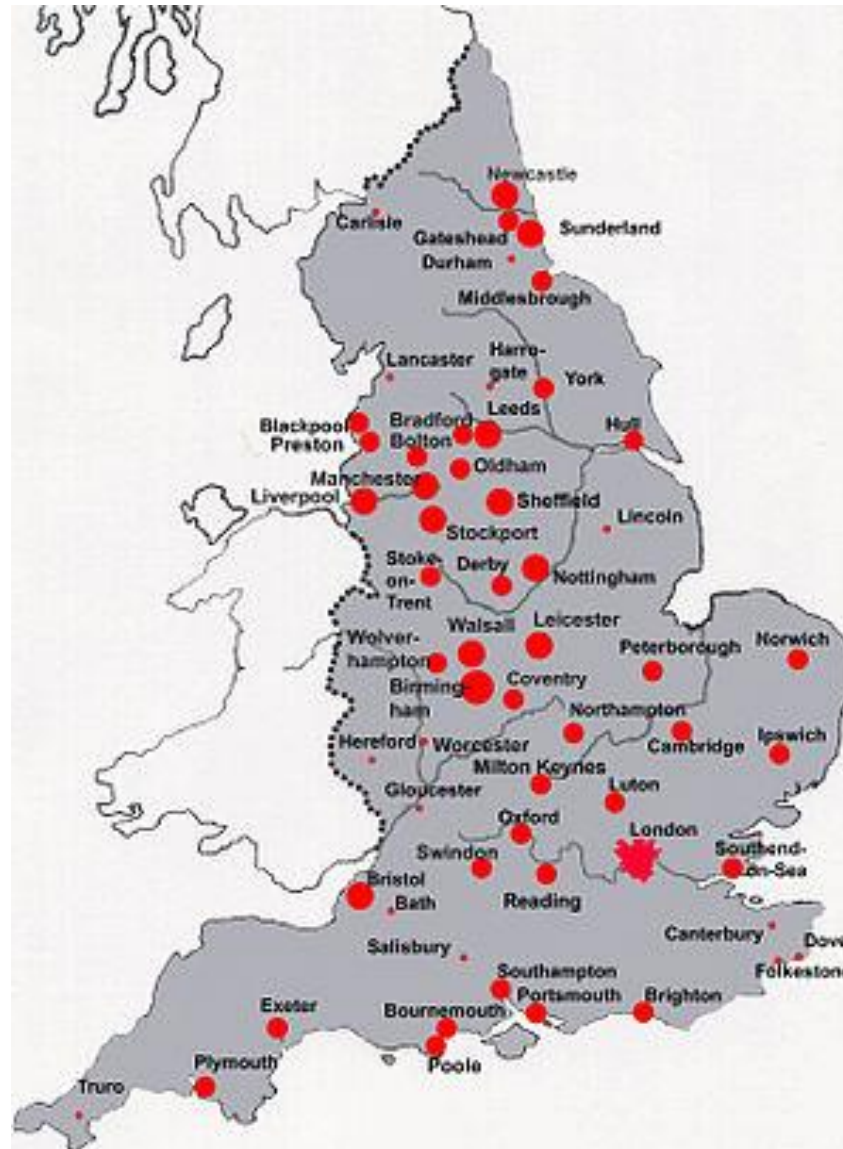 Newcastle
Carlisle
Gateshead
Sunderland
Durham
Middlesbrough
Lancaster
Harro-
gate
York
Leeds
Blackpool
Bradford
Hull
Preston
Bolton
Oldham
Manchester
Liverpool
Sheffield
Lincoln
Stockport
Stoke-
on-
Trent
Derby
Nottingham
Walsall
Leicester
Wolver-
hampton
Peterborough
Norwich
Birming-
ham
Coventry
Northampton
Hereford
Worcester
Cambridge
Ipswich
Milton Keynes
Gloucester
Luton
Oxford
London
Swindon
Southend-
on-Sea
Bristol
Bath
Reading
Canterbury
Dove
Salisbury
Folkestone
Southampton
Exeter
Bournemouth
Portsmouth
Brighton
Plymouth
Poole
Truro